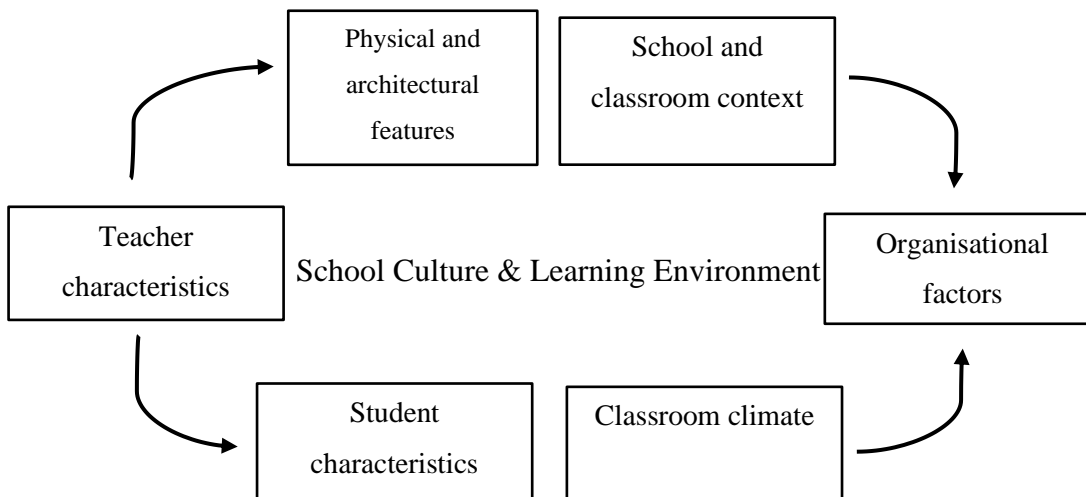 Physical and
architectural
features
School and
classroom context
Teacher
characteristics
School Culture & Learning Environment
Organisational
factors
Student
characteristics
Classroom climate